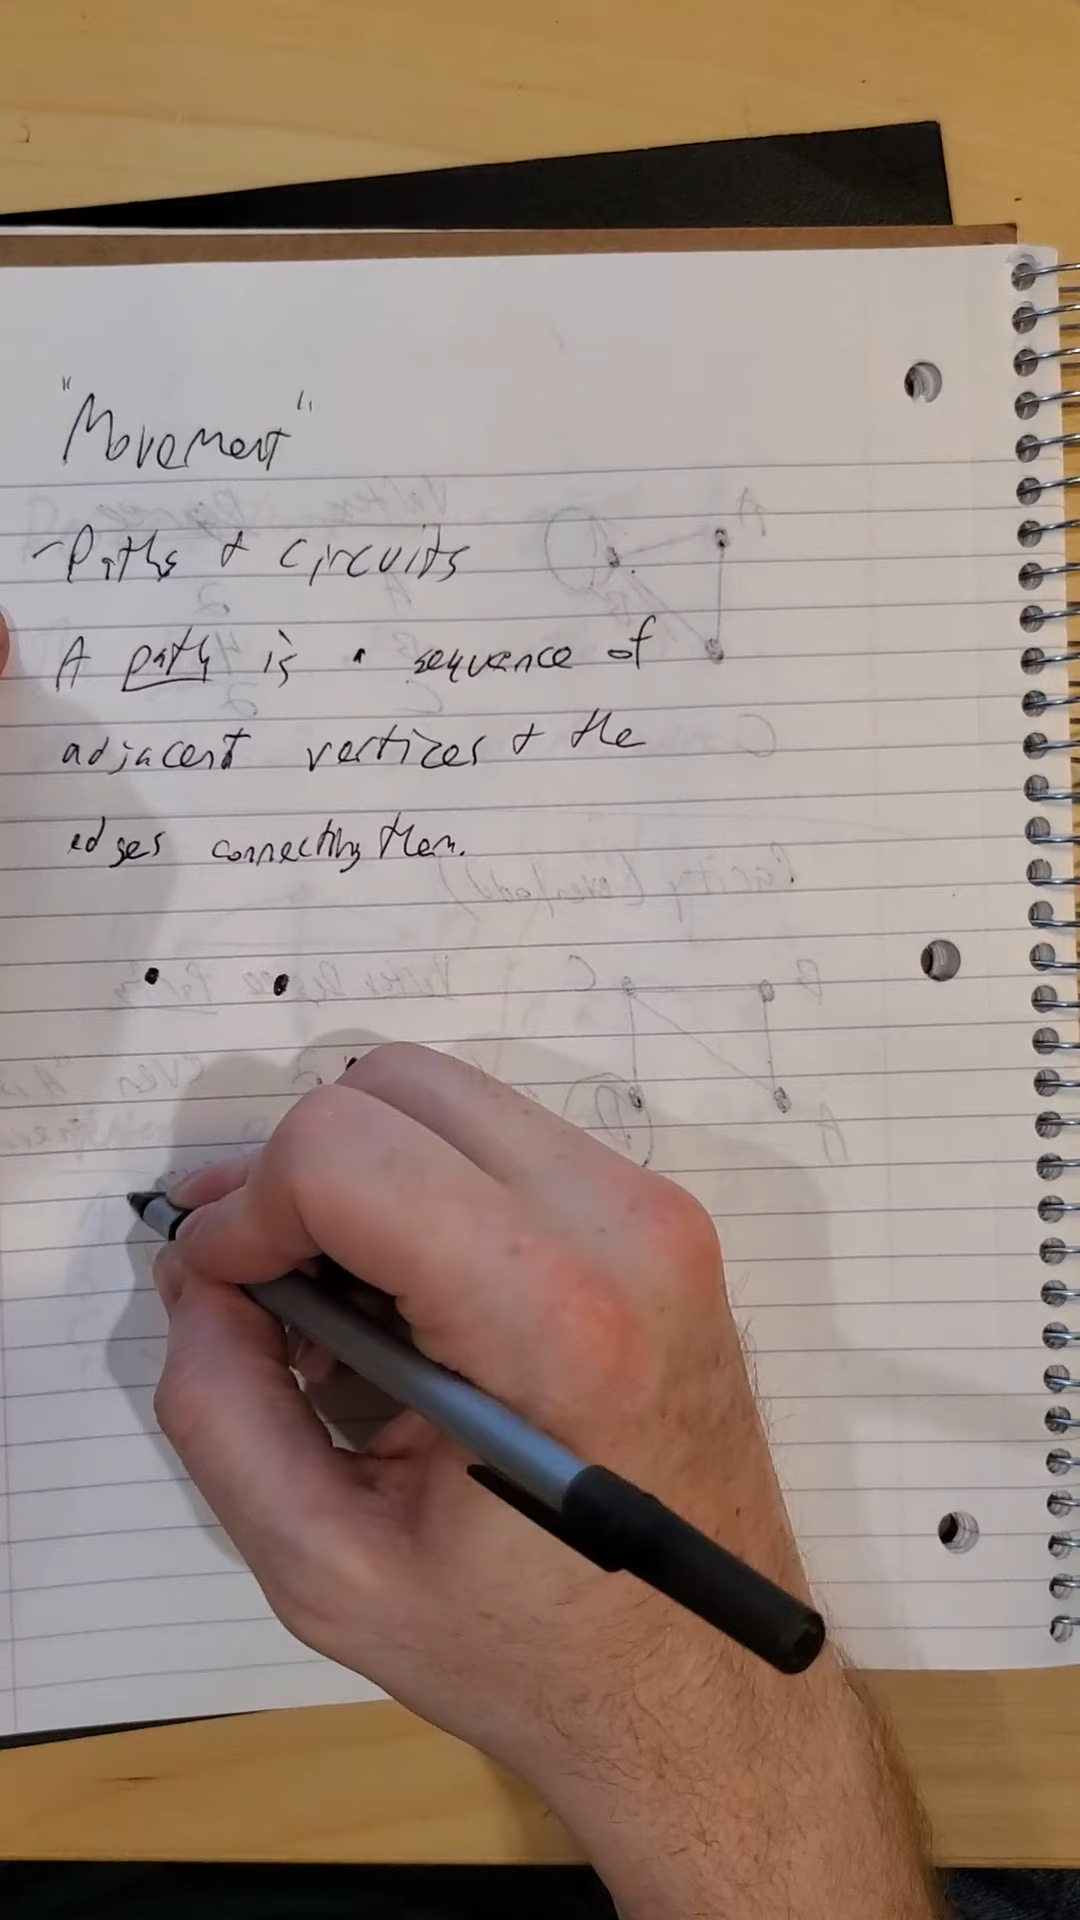 "Movement"
- Paths & circuits
A path is a sequence of
adjacent vertices & the
edges connecting them.